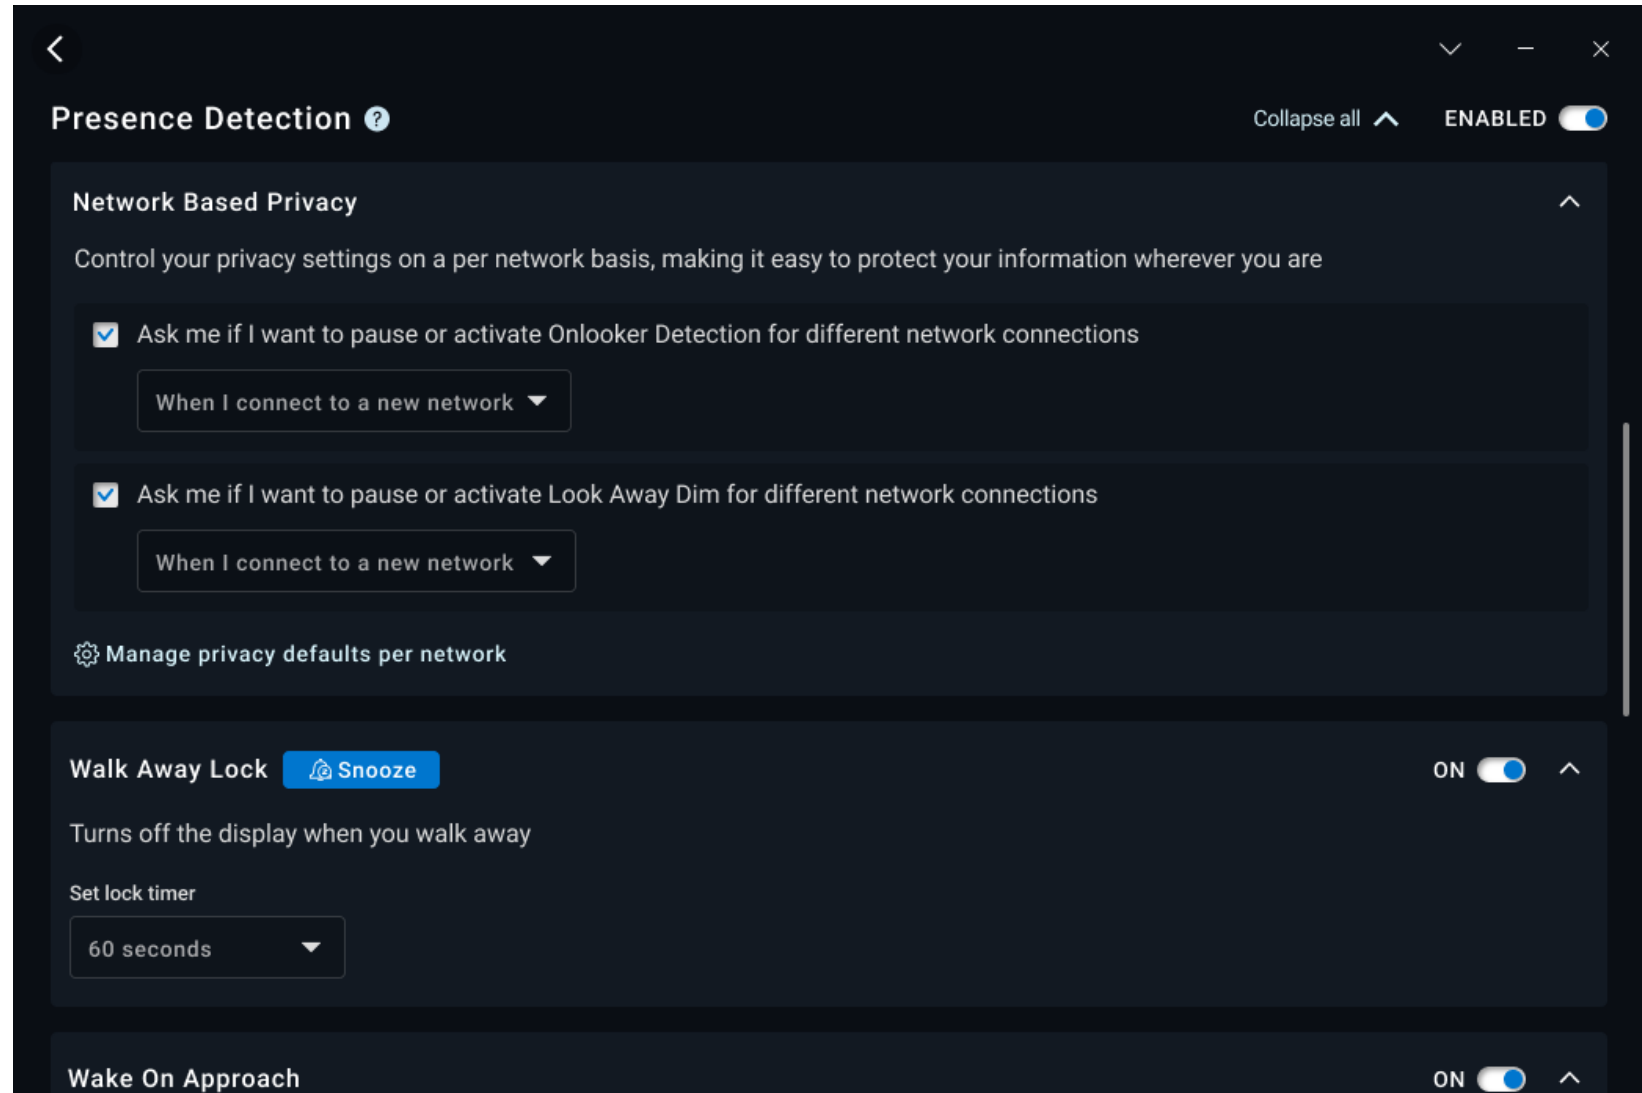 Presence Detection ?
Collapse all ENABLED
Network Based Privacy
Control your privacy settings on a per network basis, making it easy to protect your information wherever you are
Ask me if I want to pause or activate Onlooker Detection for different network connections
When I connect to a new network
Ask me if I want to pause or activate Look Away Dim for different network connections
When I connect to a new network
Manage privacy defaults per network
Walk Away Lock Snooze ON
Turns off the display when you walk away
Set lock timer
60 seconds
Wake On Approach ON